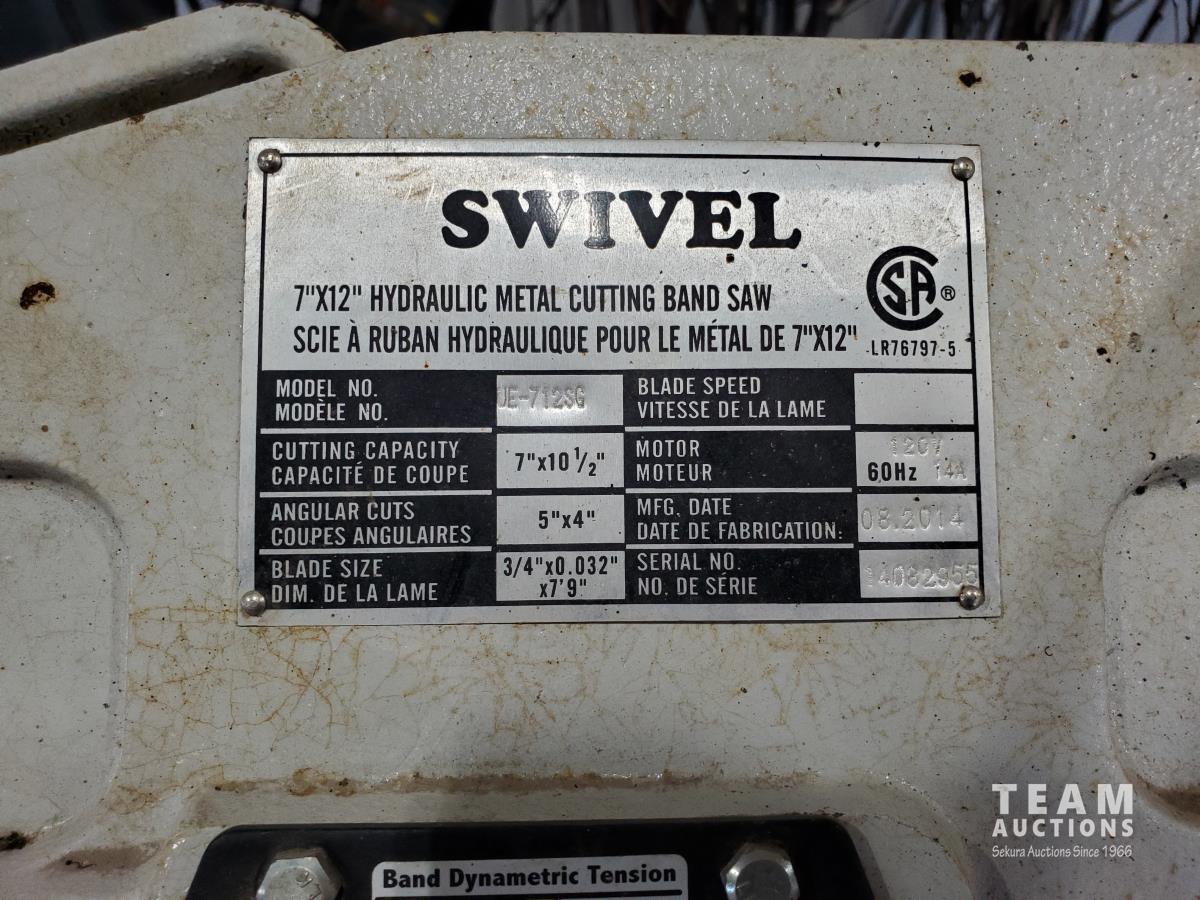 SWIVEL
7"X12" HYDRAULIC METAL CUTTING BAND SAW
SCIE À RUBAN HYDRAULIQUE POUR LE MÉTAL DE 7"X12"
SA ®
LR76797-5
MODEL NO.
MODÈLE NO.
UE-712SG
BLADE SPEED
VITESSE DE LA LAME
CUTTING CAPACITY
CAPACITÉ DE COUPE
7"x10 1/2"
MOTOR
MOTEUR
120V
60Hz 14A
ANGULAR CUTS
COUPES ANGULAIRES
5"x4"
MFG. DATE
DATE DE FABRICATION:
08.2014
BLADE SIZE
DIM. DE LA LAME
3/4"x0.032"
x7'9"
SERIAL NO.
NO. DE SÉRIE
14082955
Band Dynametric Tension
TEAM
AUCTIONS
Sekura Auctions Since 1966